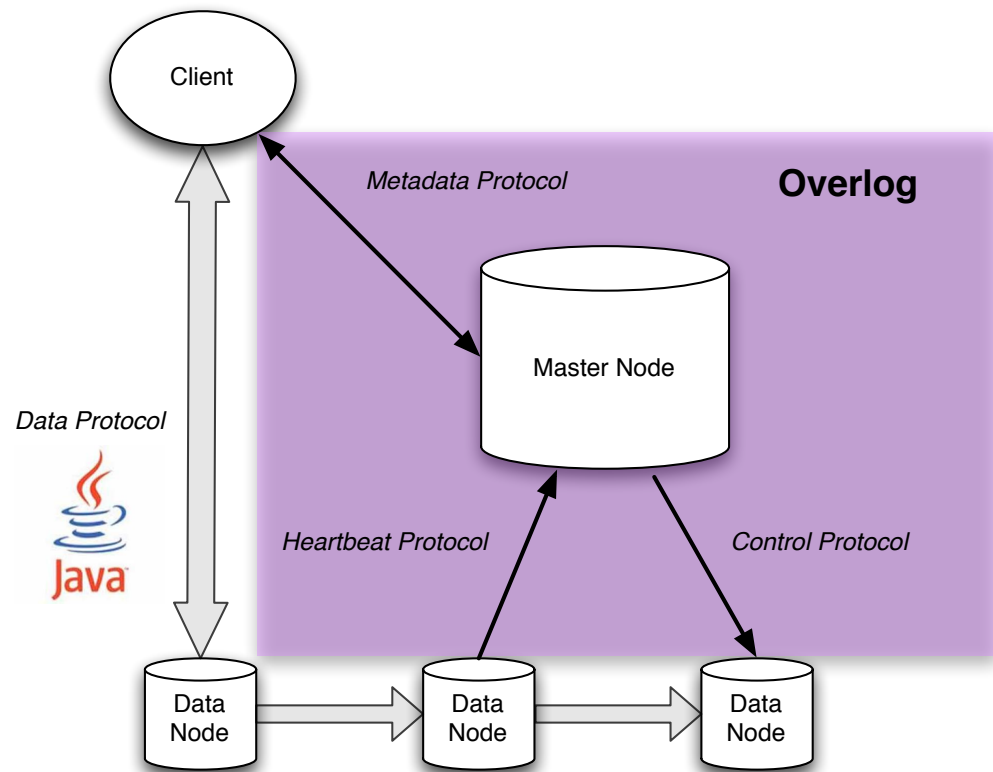 Client
Metadata Protocol
Overlog
Master Node
Data Protocol
Java
Heartbeat Protocol
Control Protocol
Data
Node
Data
Node
Data
Node